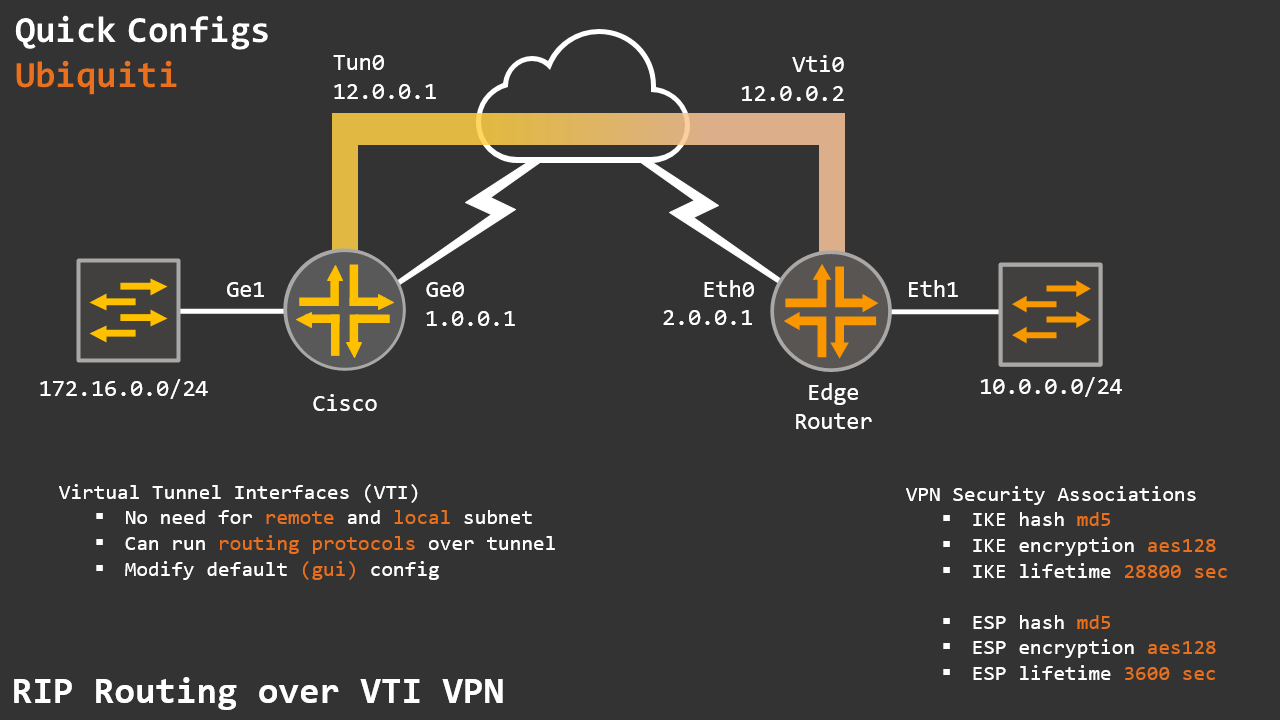 Quick Configs
Ubiquiti
Tun0
12.0.0.1
Vti0
12.0.0.2
Ge1
Ge0
1.0.0.1
Eth0
2.0.0.1
Eth1
172.16.0.0/24
Cisco
Edge
Router
10.0.0.0/24
Virtual Tunnel Interfaces (VTI)
▪ No need for remote and local subnet
▪ Can run routing protocols over tunnel
▪ Modify default (gui) config
VPN Security Associations
▪ IKE hash md5
▪ IKE encryption aes128
▪ IKE lifetime 28800 sec
▪ ESP hash md5
▪ ESP encryption aes128
▪ ESP lifetime 3600 sec
RIP Routing over VTI VPN